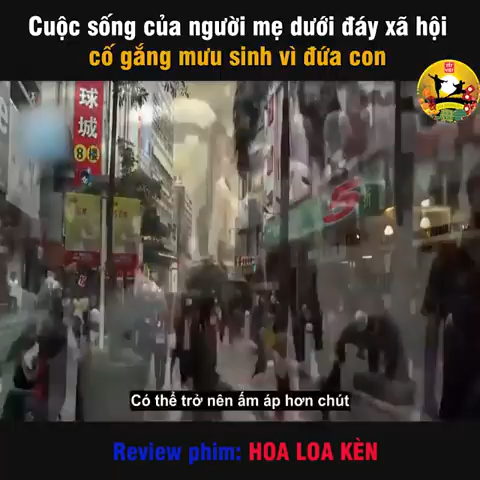 Cuộc sống của người mẹ dưới đáy xã hội
cố gắng mưu sinh vì đứa con
球城
8楼
Có thể trở nên ấm áp hơn chút
Review phim: HOA LOA KÈN